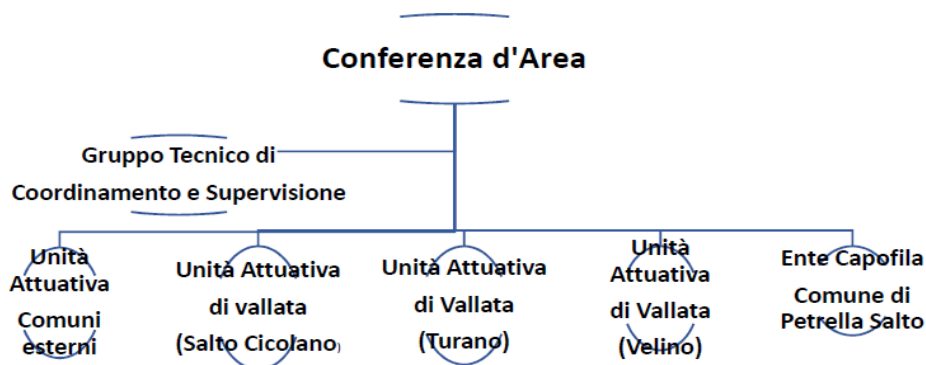 Conferenza d'Area
Gruppo Tecnico di
Coordinamento e Supervisione
Unità
Attuativa
Comuni
esterni
Unità Attuativa
di vallata
(Salto Cicolano)
Unità Attuativa
di Vallata
(Turano)
Unità
Attuativa
di Vallata
(Velino)
Ente Capofila
Comune di
Petrella Salto